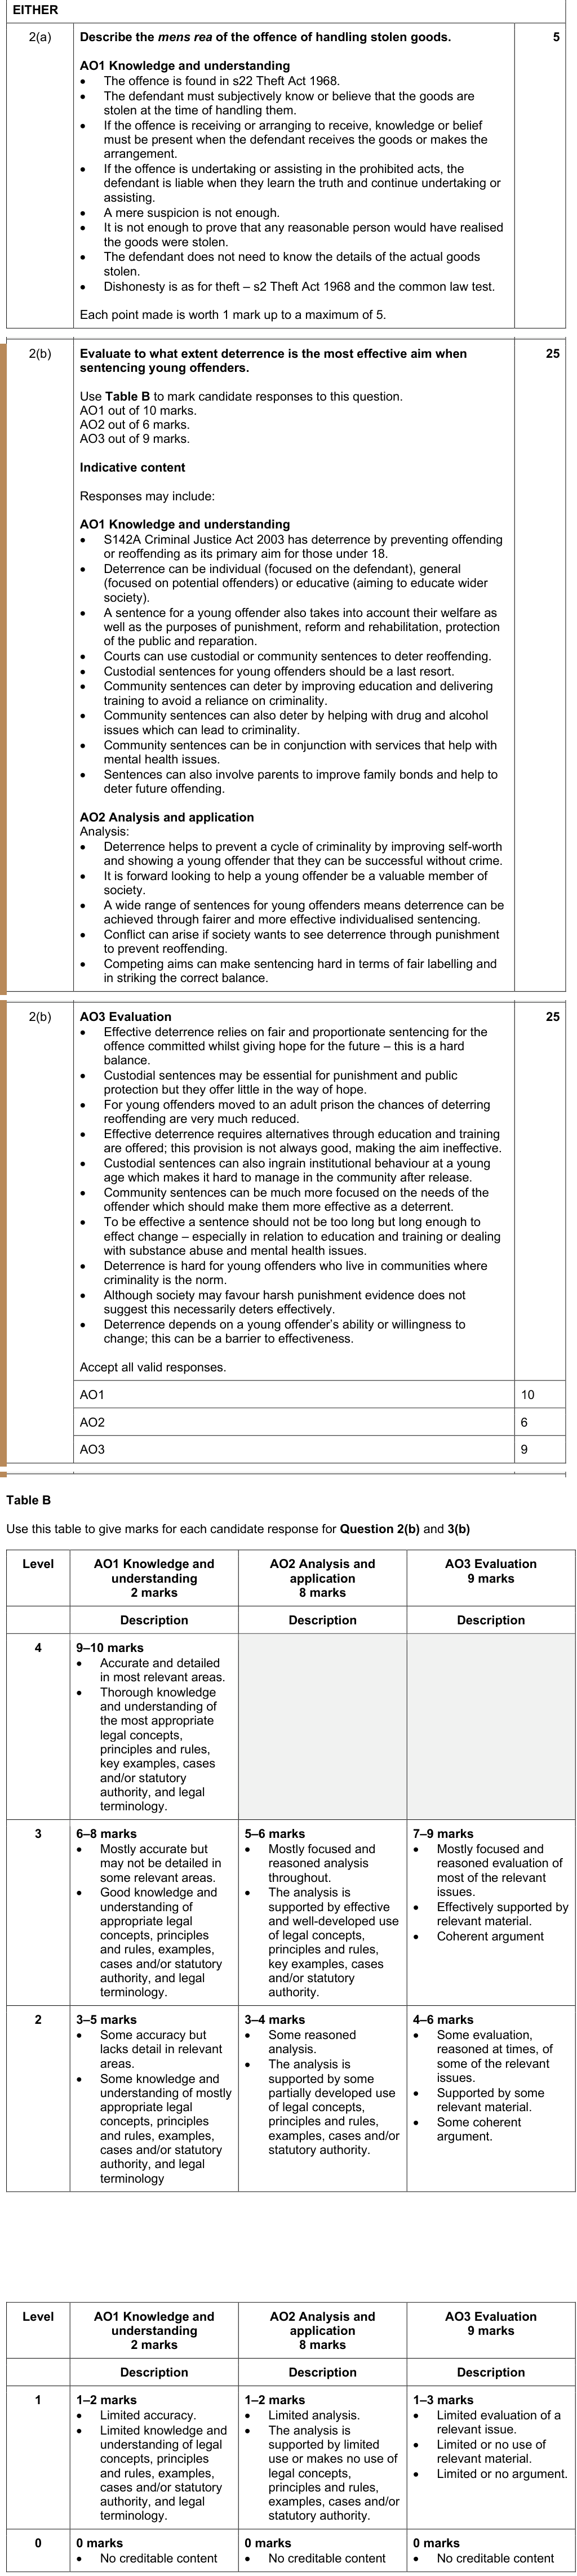 EITHER
2(a)
Describe the mens rea of the offence of handling stolen goods.
5
AO1 Knowledge and understanding
• The offence is found in s22 Theft Act 1968.
• The defendant must subjectively know or believe that the goods are
stolen at the time of handling them.
• If the offence is receiving or arranging to receive, knowledge or belief
must be present when the defendant receives the goods or makes the
arrangement.
• If the offence is undertaking or assisting in the prohibited acts, the
defendant is liable when they learn the truth and continue undertaking or
assisting.
• A mere suspicion is not enough.
• It is not enough to prove that any reasonable person would have realised
the goods were stolen.
• The defendant does not need to know the details of the actual goods
stolen.
• Dishonesty is as for theft – s2 Theft Act 1968 and the common law test.
Each point made is worth 1 mark up to a maximum of 5.
2(b)
Evaluate to what extent deterrence is the most effective aim when
sentencing young offenders.
25
Use Table B to mark candidate responses to this question.
AO1 out of 10 marks.
AO2 out of 6 marks.
AO3 out of 9 marks.
Indicative content
Responses may include:
AO1 Knowledge and understanding
• S142A Criminal Justice Act 2003 has deterrence by preventing offending
or reoffending as its primary aim for those under 18.
• Deterrence can be individual (focused on the defendant), general
(focused on potential offenders) or educative (aiming to educate wider
society).
• A sentence for a young offender also takes into account their welfare as
well as the purposes of punishment, reform and rehabilitation, protection
of the public and reparation.
• Courts can use custodial or community sentences to deter reoffending.
• Custodial sentences for young offenders should be a last resort.
• Community sentences can deter by improving education and delivering
training to avoid a reliance on criminality.
• Community sentences can also deter by helping with drug and alcohol
issues which can lead to criminality.
• Community sentences can be in conjunction with services that help with
mental health issues.
• Sentences can also involve parents to improve family bonds and help to
deter future offending.
AO2 Analysis and application
Analysis:
• Deterrence helps to prevent a cycle of criminality by improving self-worth
and showing a young offender that they can be successful without crime.
• It is forward looking to help a young offender be a valuable member of
society.
• A wide range of sentences for young offenders means deterrence can be
achieved through fairer and more effective individualised sentencing.
• Conflict can arise if society wants to see deterrence through punishment
to prevent reoffending.
• Competing aims can make sentencing hard in terms of fair labelling and
in striking the correct balance.
2(b)
AO3 Evaluation
25
• Effective deterrence relies on fair and proportionate sentencing for the
offence committed whilst giving hope for the future – this is a hard
balance.
• Custodial sentences may be essential for punishment and public
protection but they offer little in the way of hope.
• For young offenders moved to an adult prison the chances of deterring
reoffending are very much reduced.
• Effective deterrence requires alternatives through education and training
are offered; this provision is not always good, making the aim ineffective.
• Custodial sentences can also ingrain institutional behaviour at a young
age which makes it hard to manage in the community after release.
• Community sentences can be much more focused on the needs of the
offender which should make them more effective as a deterrent.
• To be effective a sentence should not be too long but long enough to
effect change – especially in relation to education and training or dealing
with substance abuse and mental health issues.
• Deterrence is hard for young offenders who live in communities where
criminality is the norm.
• Although society may favour harsh punishment evidence does not
suggest this necessarily deters effectively.
• Deterrence depends on a young offender's ability or willingness to
change; this can be a barrier to effectiveness.
Accept all valid responses.
AO1 10
AO2 6
AO3 9
Table B
Use this table to give marks for each candidate response for Question 2(b) and 3(b)
Level
AO1 Knowledge and
understanding
2 marks
AO2 Analysis and
application
8 marks
AO3 Evaluation
9 marks
Description
Description
Description
4
9–10 marks
• Accurate and detailed
in most relevant areas.
• Thorough knowledge
and understanding of
the most appropriate
legal concepts,
principles and rules,
key examples, cases
and/or statutory
authority, and legal
terminology.
3
6–8 marks
• Mostly accurate but
may not be detailed in
some relevant areas.
• Good knowledge and
understanding of
appropriate legal
concepts, principles
and rules, examples,
cases and/or statutory
authority, and legal
terminology.
5–6 marks
• Mostly focused and
reasoned analysis
throughout.
• The analysis is
supported by effective
and well-developed use
of legal concepts,
principles and rules,
key examples, cases
and/or statutory
authority.
7–9 marks
• Mostly focused and
reasoned evaluation of
most of the relevant
issues.
• Effectively supported by
relevant material.
• Coherent argument
2
3–5 marks
• Some accuracy but
lacks detail in relevant
areas.
• Some knowledge and
understanding of mostly
appropriate legal
concepts, principles
and rules, examples,
cases and/or statutory
authority, and legal
terminology
3–4 marks
• Some reasoned
analysis.
• The analysis is
supported by some
partially developed use
of legal concepts,
principles and rules,
examples, cases and/or
statutory authority.
4–6 marks
• Some evaluation,
reasoned at times, of
some of the relevant
issues.
• Supported by some
relevant material.
• Some coherent
argument.
Level
AO1 Knowledge and
understanding
2 marks
AO2 Analysis and
application
8 marks
AO3 Evaluation
9 marks
Description
Description
Description
1
1–2 marks
• Limited accuracy.
• Limited knowledge and
understanding of legal
concepts, principles
and rules, examples,
cases and/or statutory
authority, and legal
terminology.
1–2 marks
• Limited analysis.
• The analysis is
supported by limited
use or makes no use of
legal concepts,
principles and rules,
examples, cases and/or
statutory authority.
1–3 marks
• Limited evaluation of a
relevant issue.
• Limited or no use of
relevant material.
• Limited or no argument.
0
0 marks
• No creditable content
0 marks
• No creditable content
0 marks
• No creditable content